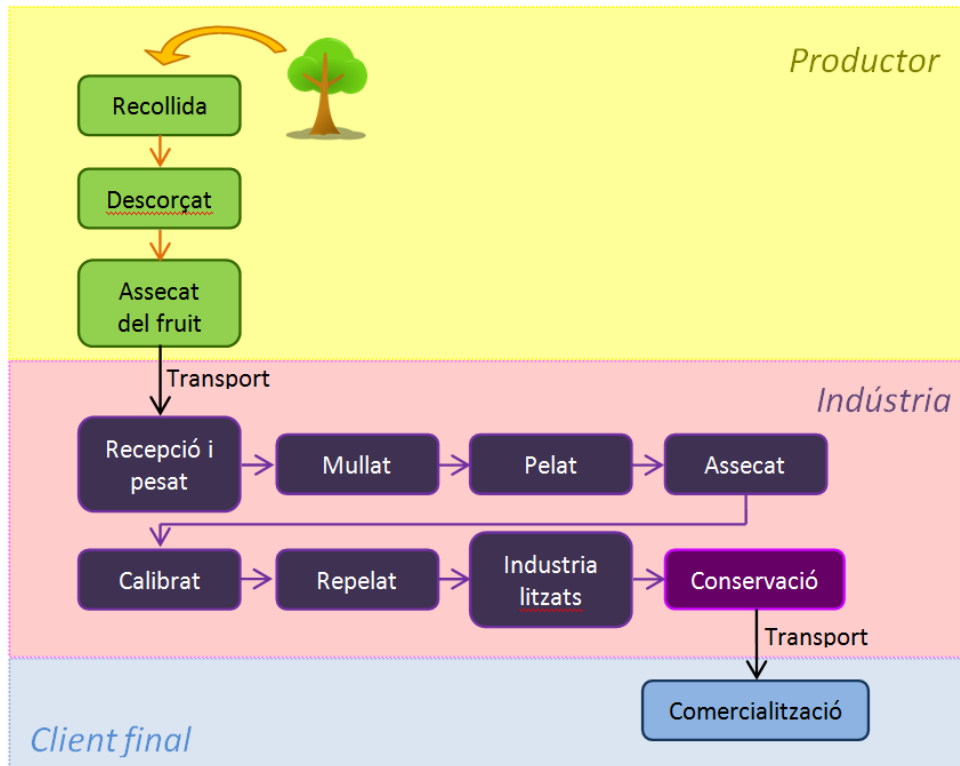 Productor
Recollida
Descorçat
Assecat
del fruit
Transport
Indústria
Recepció i
pesat
Mullat
Pelat
Assecat
Calibrat
Repelat
Industria
litzats
Conservació
Transport
Comercialització
Client final